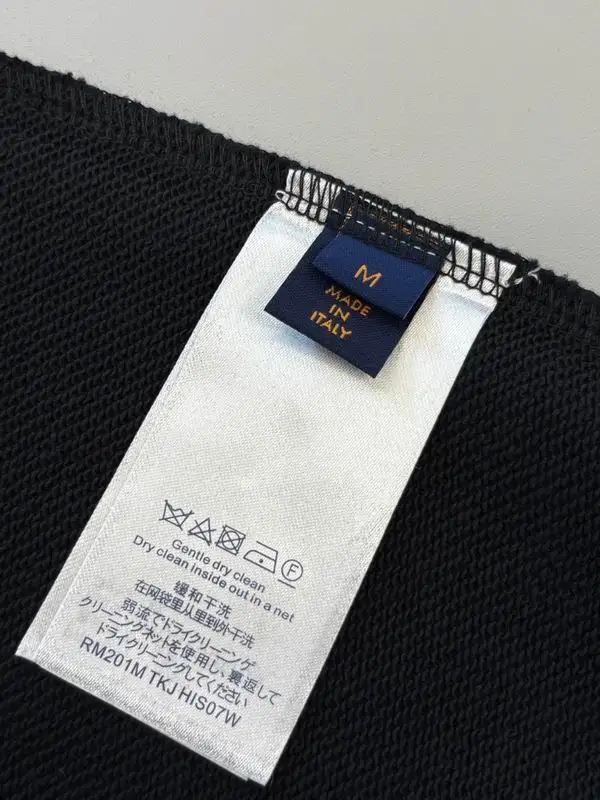 M
MADE
IN
ITALY
F
Gentle dry clean
Dry clean inside out in a net
缓和干洗
在网袋里从里到外干洗
弱流でドライクリーニング
クリーニングネットを使用し、裏返して
ドライクリーニングしてください
RM201M TKJ HIS07W